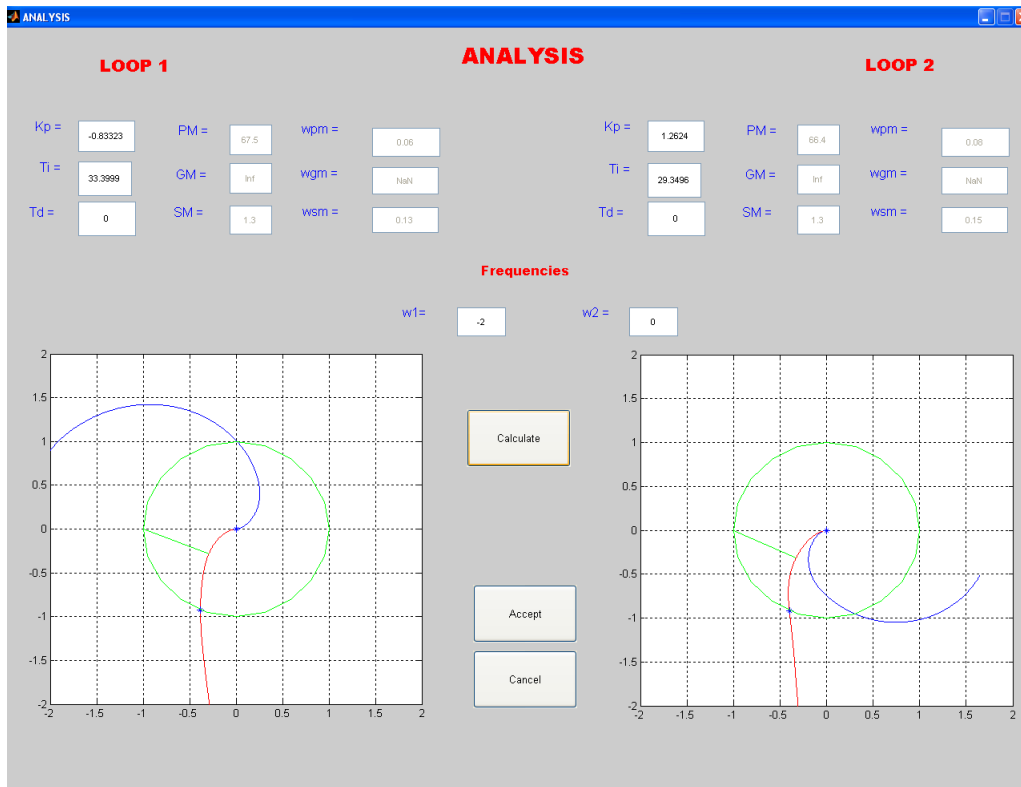 ANALYSIS
ANALYSIS
LOOP 1
LOOP 2
Kp = -0.83323 PM = 67.5 wpm = 0.06
Ti = 33.3999 GM = Inf wgm = NaN
Td = 0 SM = 1.3 wsm = 0.13
Kp = 1.2624 PM = 66.4 wpm = 0.08
Ti = 29.3496 GM = Inf wgm = NaN
Td = 0 SM = 1.3 wsm = 0.15
Frequencies
w1= -2 w2 = 0
2
1.5
1
0.5
0
-0.5
-1
-1.5
-2
-2 -1.5 -1 -0.5 0 0.5 1 1.5 2
Calculate
Accept
Cancel
2
1.5
1
0.5
0
-0.5
-1
-1.5
-2
-2 -1.5 -1 -0.5 0 0.5 1 1.5 2